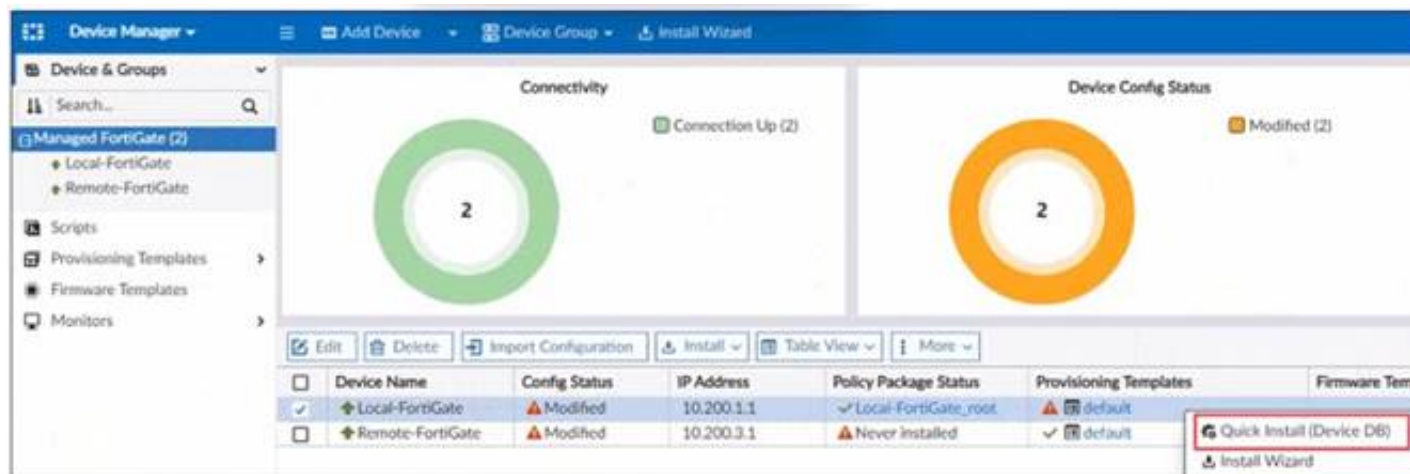 Device Manager
Add Device
Device Group
Install Wizard
Device & Groups
Search...
Managed FortiGate (2)
Local-FortiGate
Remote-FortiGate
Scripts
Provisioning Templates
Firmware Templates
Monitors
Connectivity
Connection Up (2)
2
Device Config Status
Modified (2)
2
Edit Delete Import Configuration Install Table View More
Device Name Config Status IP Address Policy Package Status Provisioning Templates Firmware Tem
Local-FortiGate Modified 10.200.1.1 Local-FortiGate_root default
Remote-FortiGate Modified 10.200.3.1 Never installed default
Quick Install (Device DB)
Install Wizard